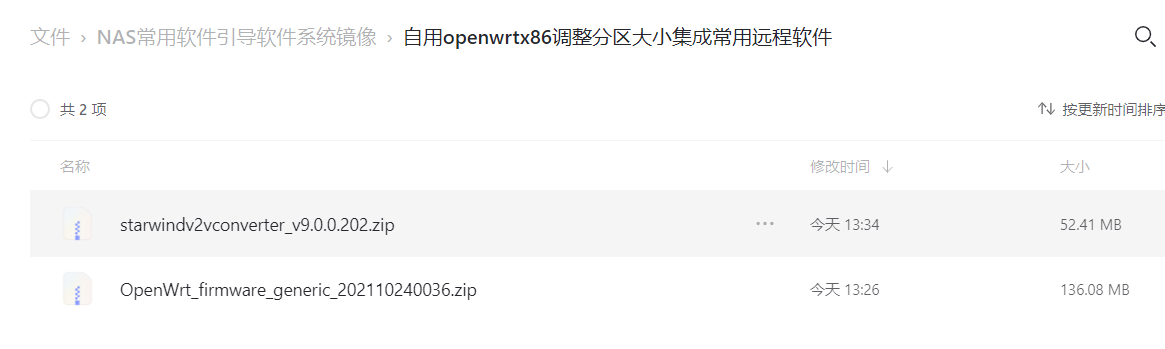 文件 › NAS常用软件引导软件系统镜像 › 自用openwrtx86调整分区大小集成常用远程软件
共 2 项 按更新时间排序
名称 修改时间 大小
starwindv2vconverter_v9.0.0.202.zip 今天 13:34 52.41 MB
OpenWrt_firmware_generic_202110240036.zip 今天 13:26 136.08 MB